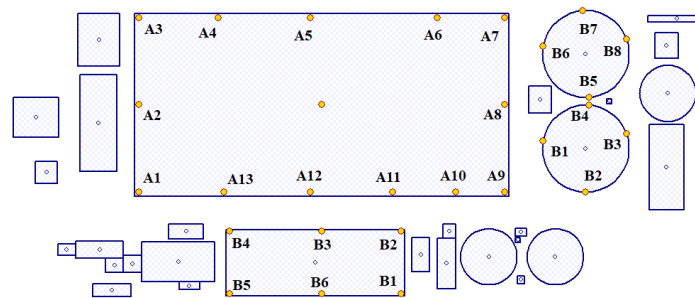 A3 A4 A5 A6 A7
A2 A8
A1 A13 A12 A11 A10 A9
B7
B6 B8
B5
B4
B1 B3
B2
B4 B3 B2
B5 B6 B1